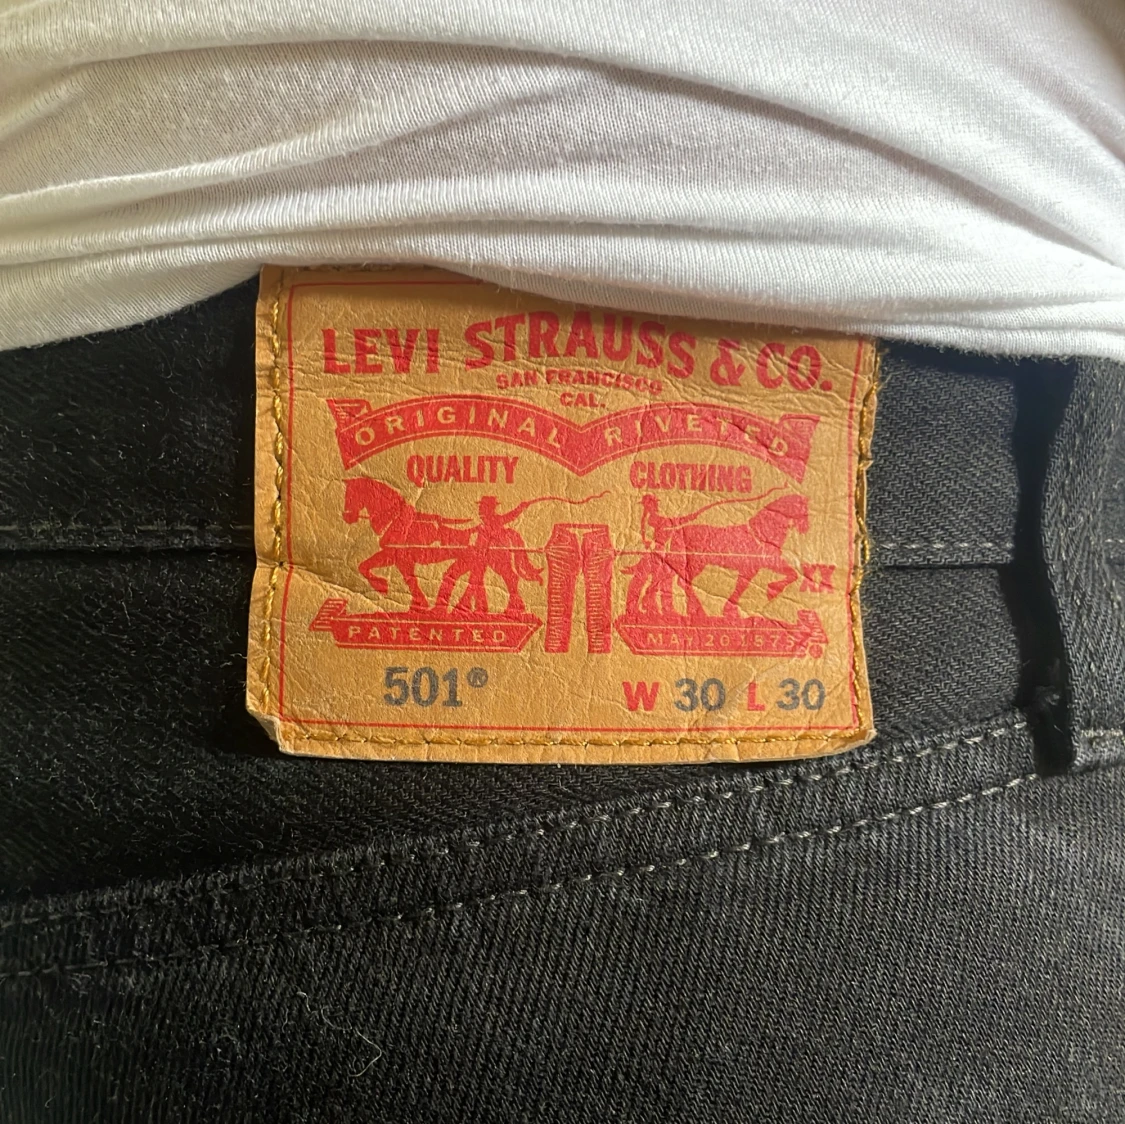 LEVI STRAUSS & CO.
SAN FRANCISCO
CAL.
ORIGINAL RIVETED
QUALITY CLOTHING
XX
PATENTED MAY 20 1873
501® W 30 L 30